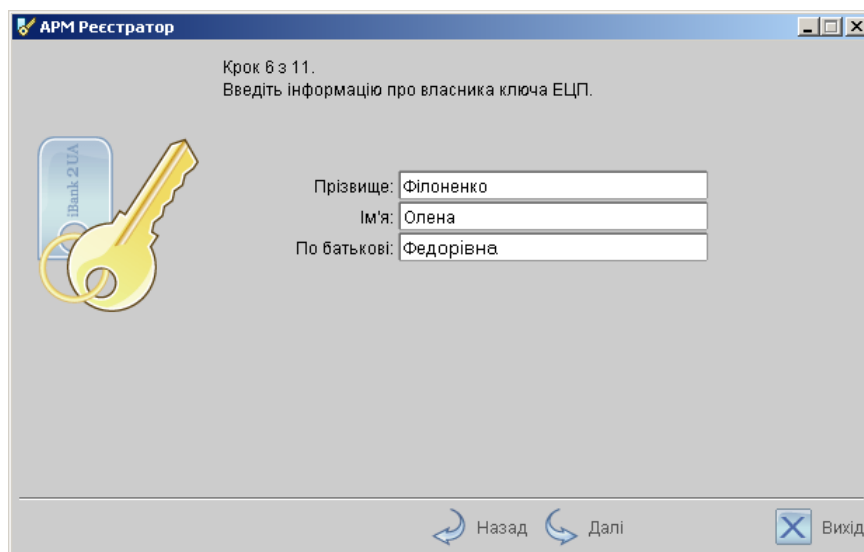 АРМ Реєстратор
Крок 6 з 11.
Введіть інформацію про власника ключа ЕЦП.
iBank 2 UA
Прізвище: Філоненко
Ім'я: Олена
По батькові: Федорівна
Назад Далі Вихід